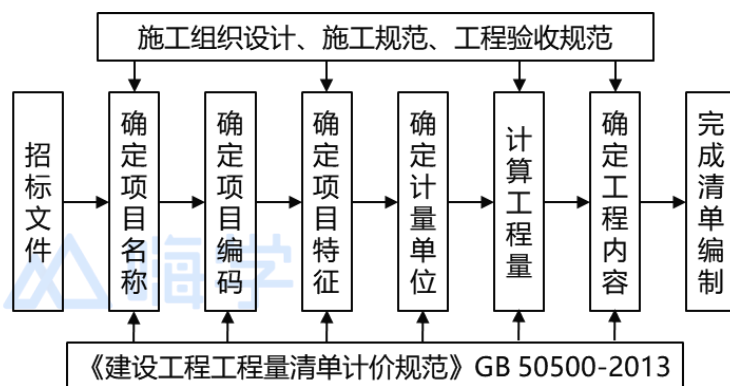 施工组织设计、施工规范、工程验收规范
招标文件
确定项目名称
确定项目编码
确定项目特征
确定计量单位
计算工程量
确定工程内容
完成清单编制
嗨学
《建设工程工程量清单计价规范》GB 50500-2013